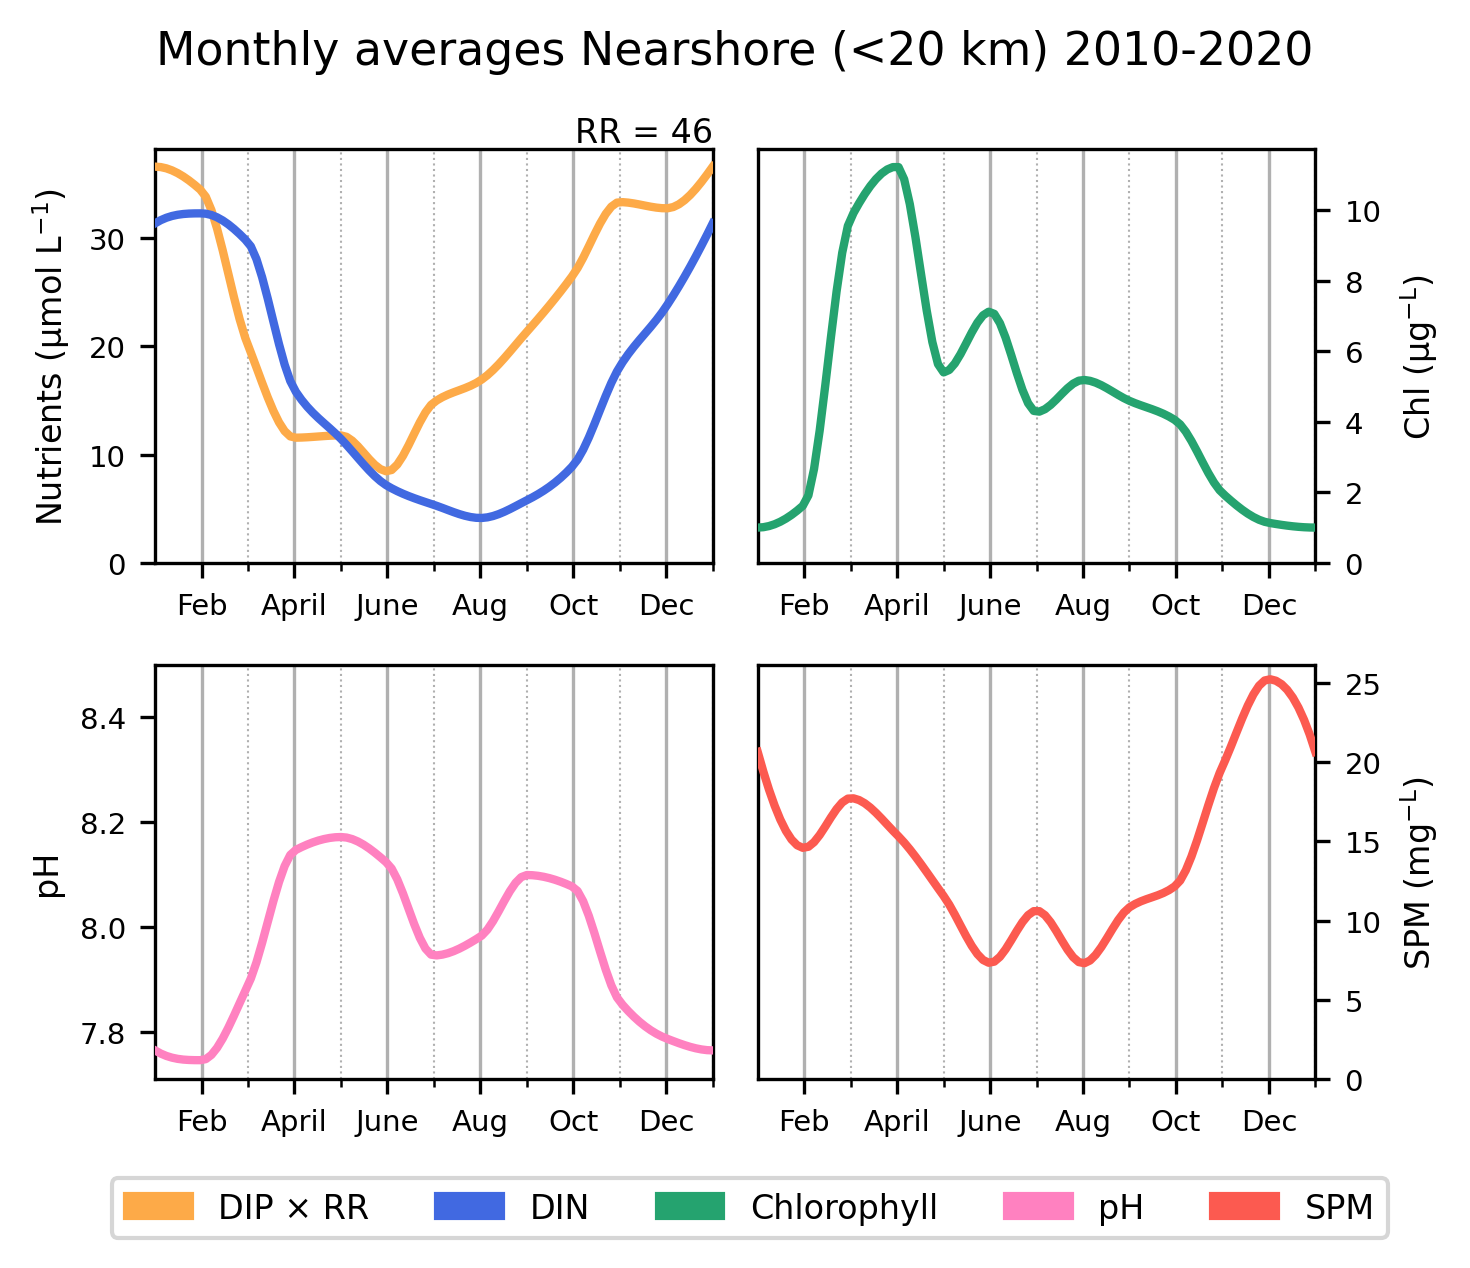 Monthly averages Nearshore (<20 km) 2010-2020
RR = 46
Nutrients (µmol L⁻¹)
30
20
10
0
Feb April June Aug Oct Dec
10
8
6
4
2
0
Chl (µg⁻ᴸ)
Feb April June Aug Oct Dec
pH
8.4
8.2
8.0
7.8
Feb April June Aug Oct Dec
25
20
15
10
5
0
SPM (mg⁻ᴸ)
Feb April June Aug Oct Dec
DIP × RR DIN Chlorophyll pH SPM